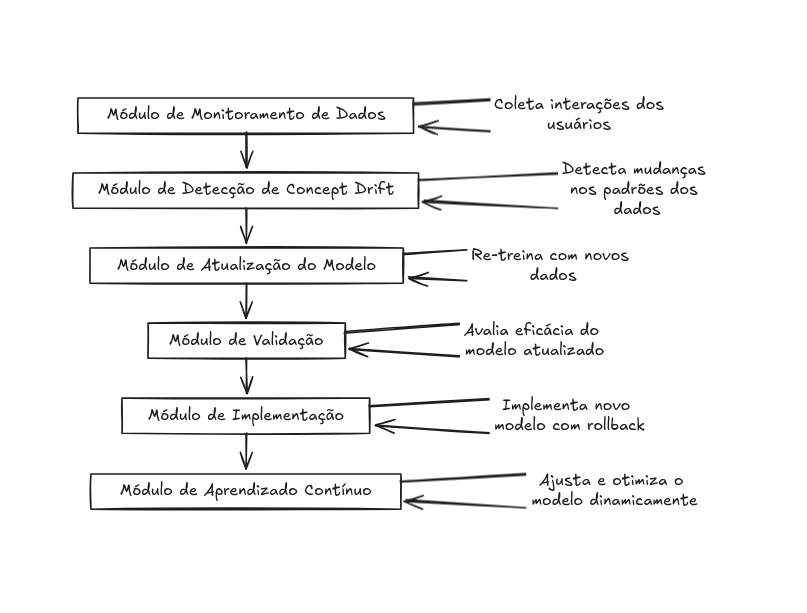 Módulo de Monitoramento de Dados
Coleta interações dos
usuários
Módulo de Detecção de Concept Drift
Detecta mudanças
nos padrões dos
dados
Módulo de Atualização do Modelo
Re-treina com novos
dados
Módulo de Validação
Avalia eficácia do
modelo atualizado
Módulo de Implementação
Implementa novo
modelo com rollback
Módulo de Aprendizado Contínuo
Ajusta e otimiza o
modelo dinamicamente